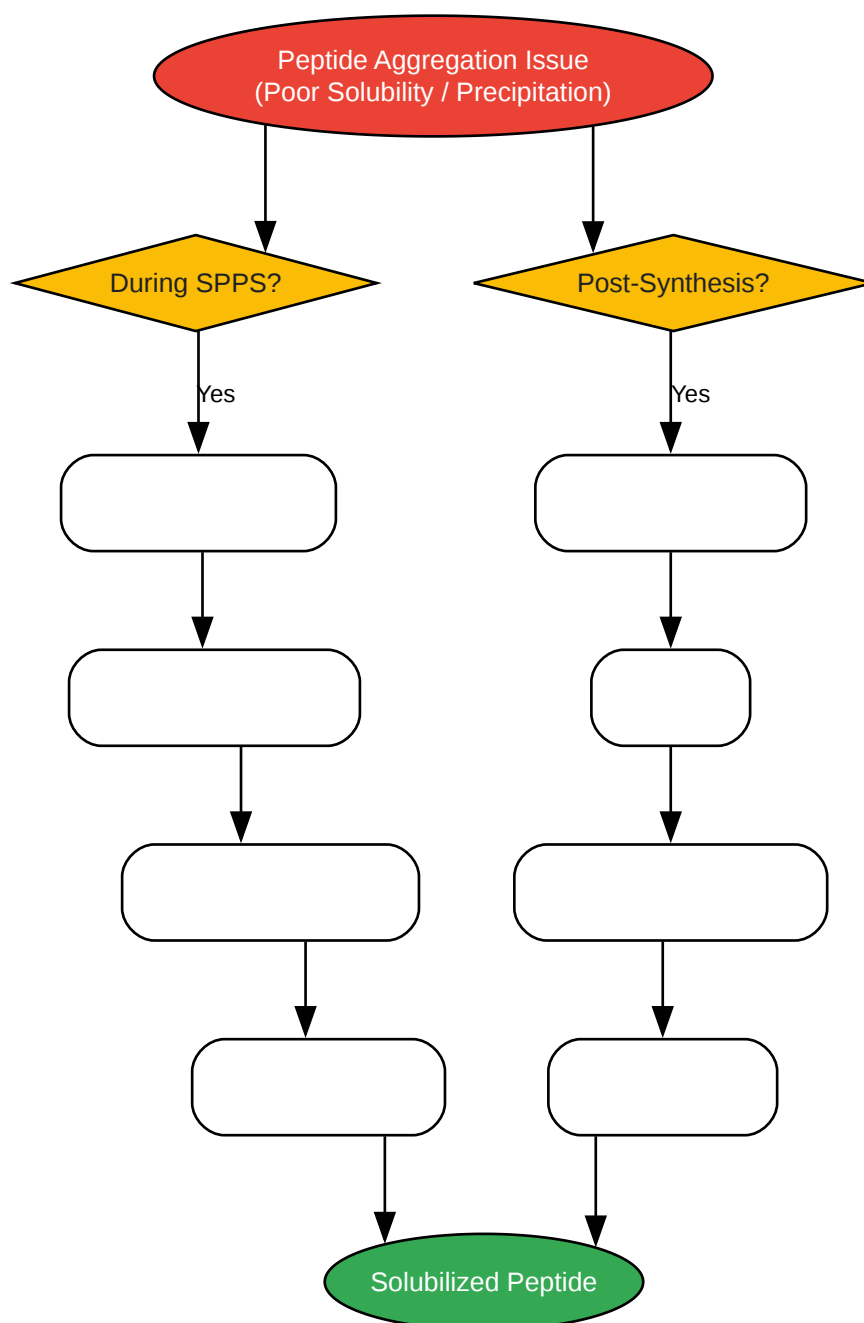 Peptide Aggregation Issue
(Poor Solubility / Precipitation)
During SPPS?
Post-Synthesis?
Yes
Yes
Solubilized Peptide